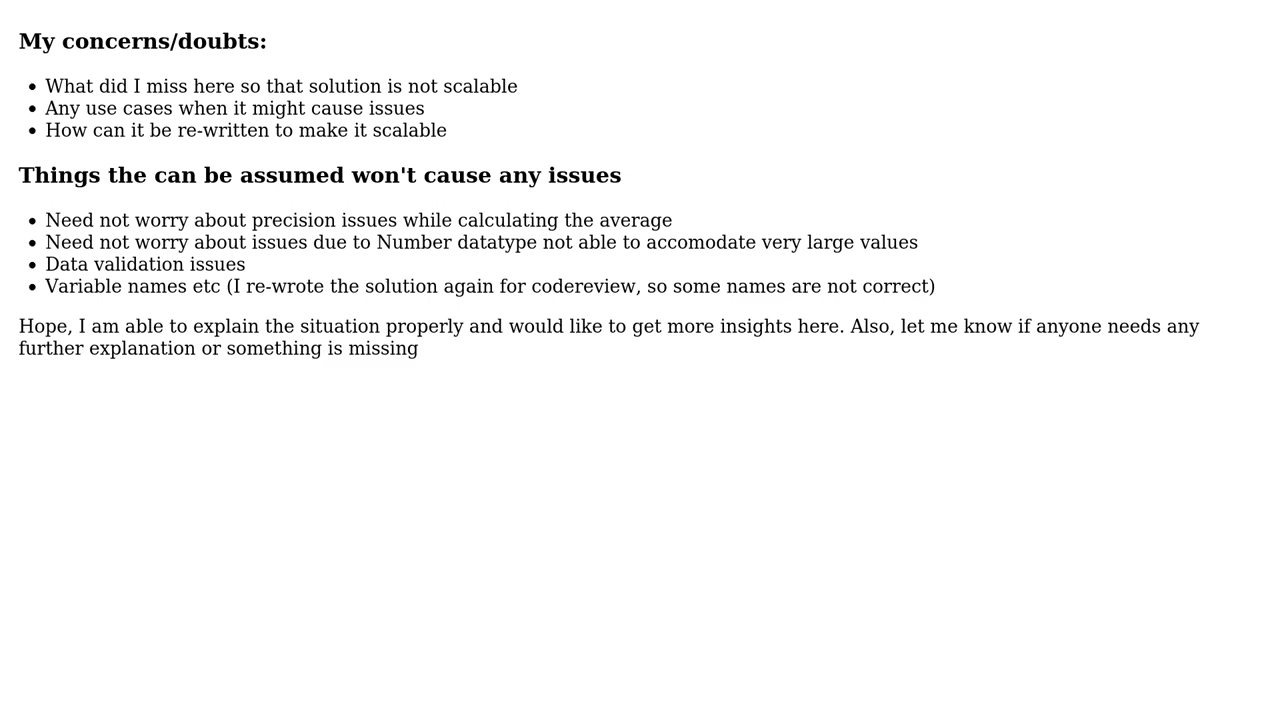 My concerns/doubts:
• What did I miss here so that solution is not scalable
• Any use cases when it might cause issues
• How can it be re-written to make it scalable
Things the can be assumed won't cause any issues
• Need not worry about precision issues while calculating the average
• Need not worry about issues due to Number datatype not able to accomodate very large values
• Data validation issues
• Variable names etc (I re-wrote the solution again for codereview, so some names are not correct)
Hope, I am able to explain the situation properly and would like to get more insights here. Also, let me know if anyone needs any
further explanation or something is missing